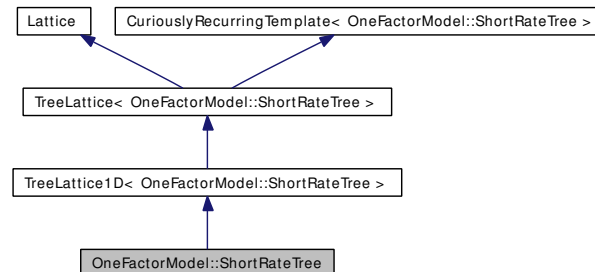 Lattice
CuriouslyRecurringTemplate< OneFactorModel::ShortRateTree >
TreeLattice< OneFactorModel::ShortRateTree >
TreeLattice1D< OneFactorModel::ShortRateTree >
OneFactorModel::ShortRateTree